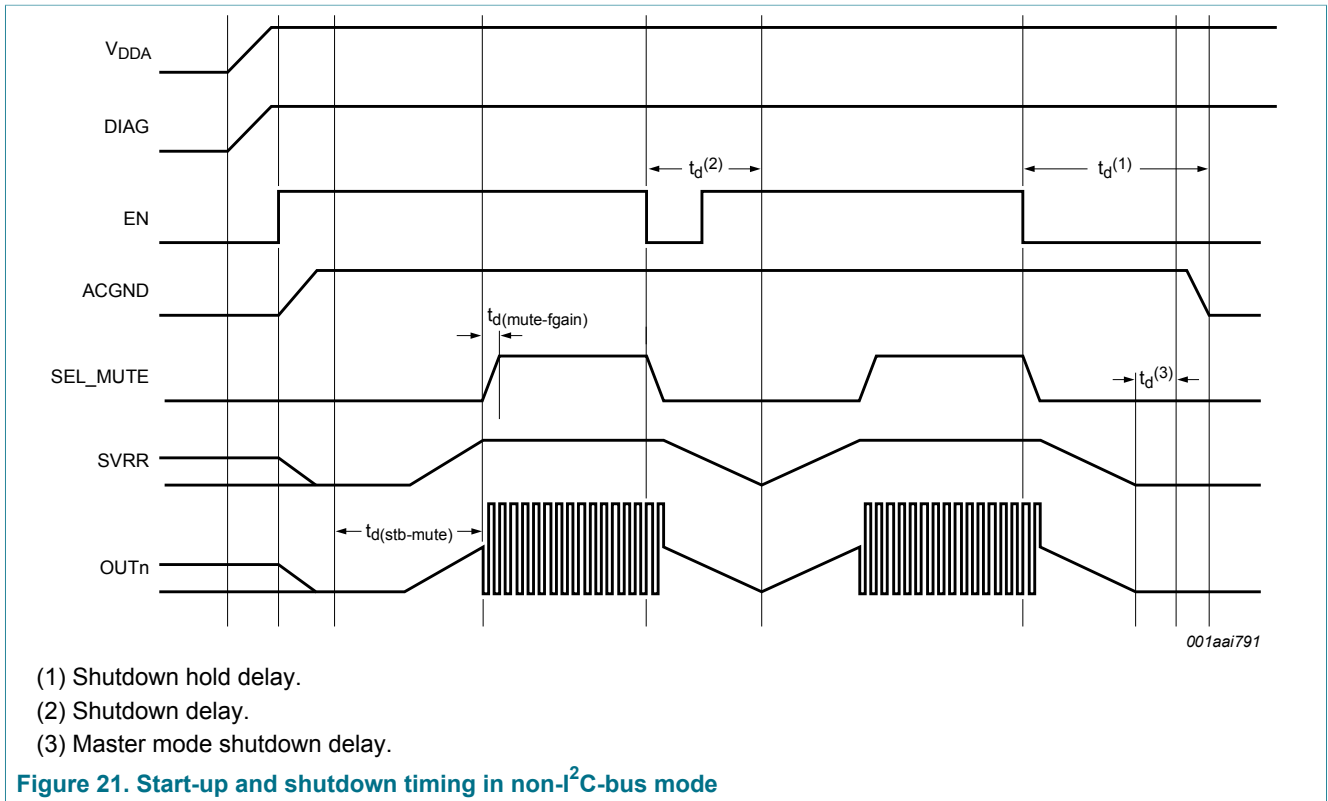 VDDA
DIAG
td(2)
td(1)
EN
ACGND
td(mute-fgain)
SEL_MUTE
td(3)
SVRR
td(stb-mute)
OUTn
001aai791
(1) Shutdown hold delay.
(2) Shutdown delay.
(3) Master mode shutdown delay.
Figure 21. Start-up and shutdown timing in non-I2C-bus mode